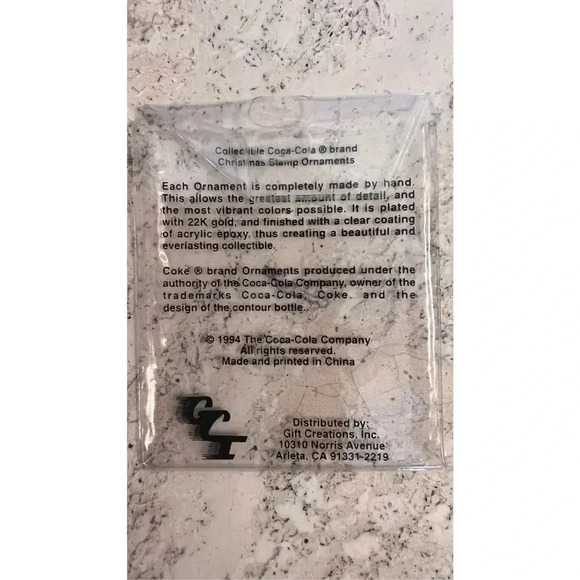 Collectible Coca-Cola ® brand
Christmas Stamp Ornaments
Each Ornament is completely made by hand.
This allows the greatest amount of detail, and
the most vibrant colors possible. It is plated
with 22K gold, and finished with a clear coating
of acrylic epoxy, thus creating a beautiful and
everlasting collectible.
Coke ® brand Ornaments produced under the
authority of the Coca-Cola Company, owner of the
trademarks Coca-Cola, Coke, and the
design of the contour bottle.
© 1994 The Coca-Cola Company
All rights reserved.
Made and printed in China
Distributed by:
Gift Creations, Inc.
10310 Norris Avenue
Arleta, CA 91331-2219